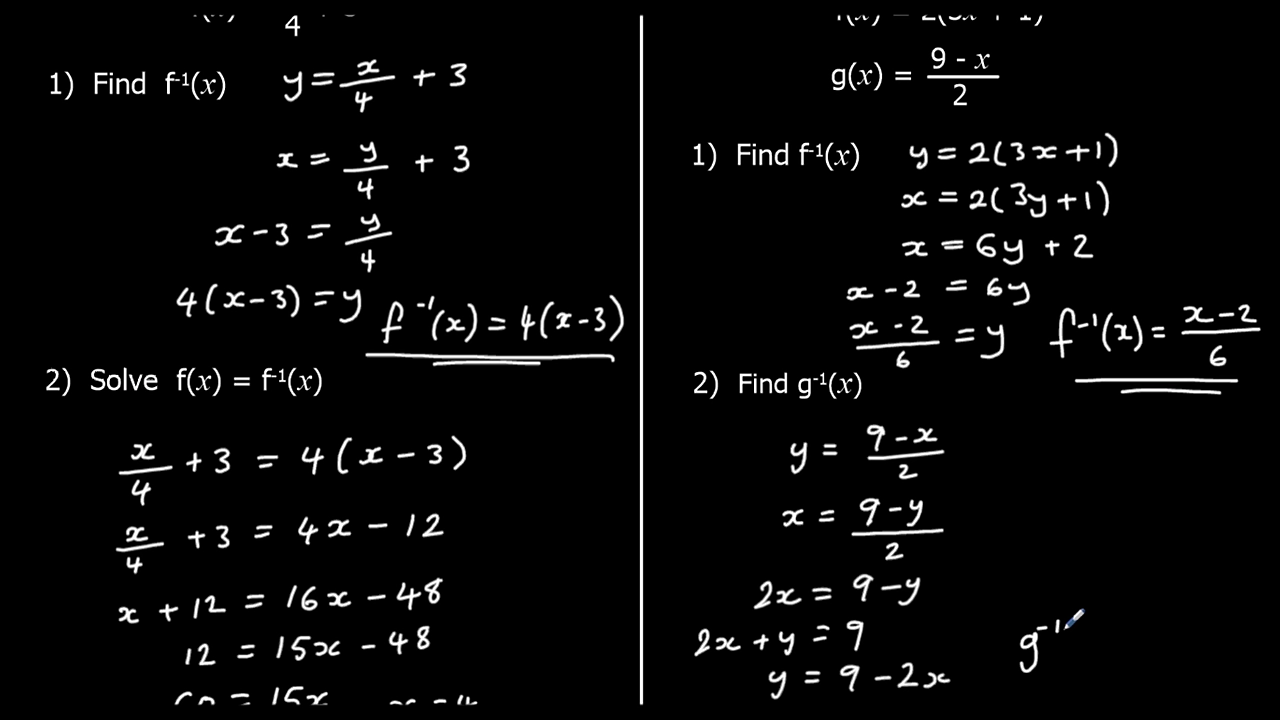 4
1) Find f⁻¹(x) y = x/4 + 3
x = y/4 + 3
x - 3 = y/4
4(x - 3) = y
f⁻¹(x) = 4(x - 3)
2) Solve f(x) = f⁻¹(x)
x/4 + 3 = 4(x - 3)
x/4 + 3 = 4x - 12
x + 12 = 16x - 48
12 = 15x - 48
= 15x
g(x) = (9 - x)/2
1) Find f⁻¹(x) y = 2(3x + 1)
x = 2(3y + 1)
x = 6y + 2
x - 2 = 6y
(x - 2)/6 = y f⁻¹(x) = (x - 2)/6
2) Find g⁻¹(x)
y = (9 - x)/2
x = (9 - y)/2
2x = 9 - y
2x + y = 9
y = 9 - 2x g⁻¹